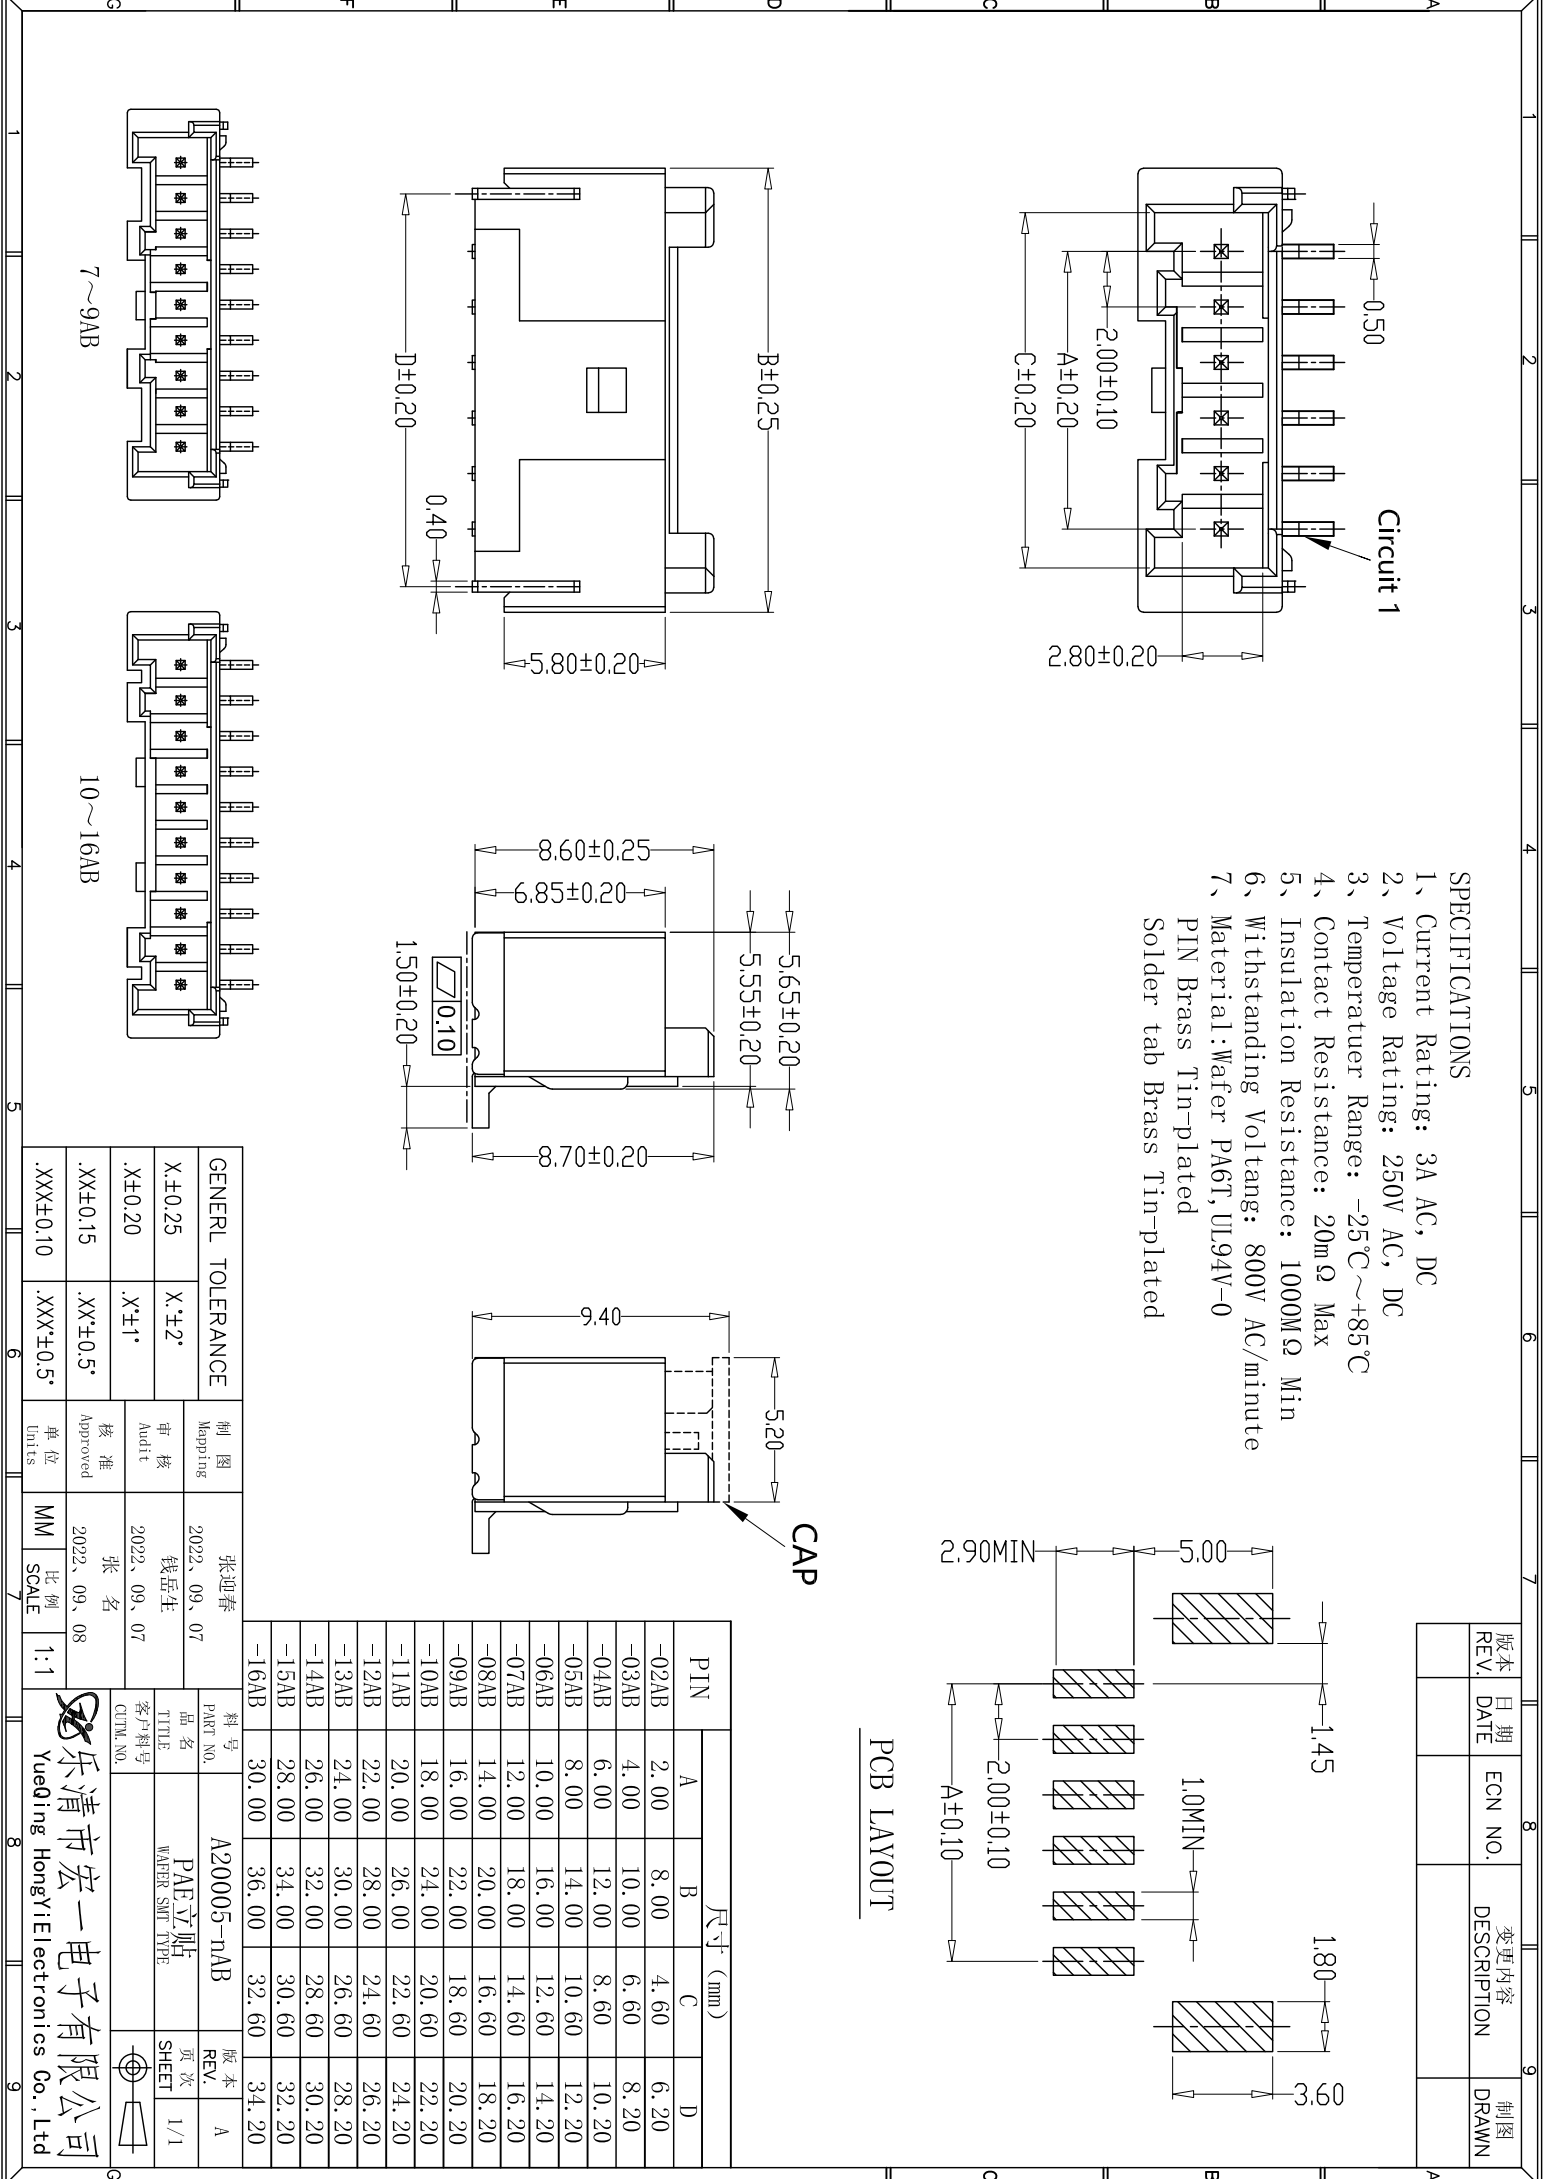 SPECIFICATIONS
1、Current Rating: 3A AC, DC
2、Voltage Rating: 250V AC, DC
3、Temperatuer Range: -25℃～+85℃
4、Contact Resistance: 20mΩ Max
5、Insulation Resistance: 1000MΩ Min
6、Withstanding Voltang: 800V AC/minute
7、Material:Wafer PA6T,UL94V-0
PIN Brass Tin-plated
Solder tab Brass Tin-plated
版本 日期 ECN NO. 变更内容 制图
REV. DATE DESCRIPTION DRAWN
0.50
Circuit 1
2.00±0.10
A±0.20
C±0.20
2.80±0.20
B±0.25
D±0.20
0.40
5.80±0.20
8.60±0.25
6.85±0.20
5.65±0.20
5.55±0.20
0.10
1.50±0.20
8.70±0.20
9.40
5.20
CAP
1.45
5.00
2.90MIN
1.0MIN
1.80
3.60
2.00±0.10
A±0.10
PCB LAYOUT
7～9AB
10～16AB
PIN 尺寸 (mm)
A B C D
-02AB 2.00 8.00 4.60 6.20
-03AB 4.00 10.00 6.60 8.20
-04AB 6.00 12.00 8.60 10.20
-05AB 8.00 14.00 10.60 12.20
-06AB 10.00 16.00 12.60 14.20
-07AB 12.00 18.00 14.60 16.20
-08AB 14.00 20.00 16.60 18.20
-09AB 16.00 22.00 18.60 20.20
-10AB 18.00 24.00 20.60 22.20
-11AB 20.00 26.00 22.60 24.20
-12AB 22.00 28.00 24.60 26.20
-13AB 24.00 30.00 26.60 28.20
-14AB 26.00 32.00 28.60 30.20
-15AB 28.00 34.00 30.60 32.20
-16AB 30.00 36.00 32.60 34.20
GENERL TOLERANCE
X.±0.25 X.°±2°
.X±0.20 .X°±1°
.XX±0.15 .XX°±0.5°
.XXX±0.10 .XXX°±0.5°
制图 张迎春
Mapping 2022、09、07
审核 钱岳生
Audit 2022、09、07
核准 张名
Approved 2022、09、08
单位 MM 比例 1:1
Units SCALE
料号 A20005-nAB 版本 A
PART NO. REV.
品名 PAE立贴 页次 1/1
TITLE WAFER SMT TYPE SHEET
客户料号
CUTM.NO.
乐清市宏一电子有限公司
YueQing HongYiElectronics Co.,Ltd
1 2 3 4 5 6 7 8 9
1 2 3 4 5 6 7 8 9
A B C D E F G
A B C G